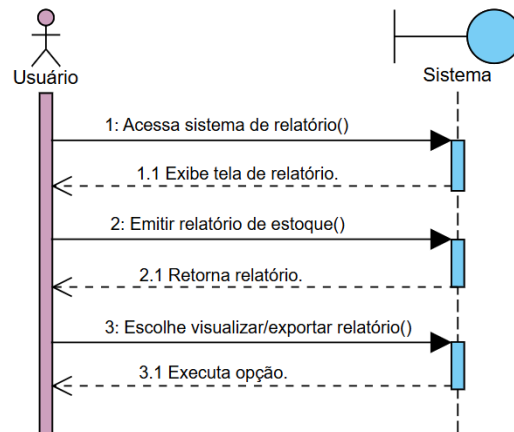 Usuário
Sistema
1: Acessa sistema de relatório()
1.1 Exibe tela de relatório.
2: Emitir relatório de estoque()
2.1 Retorna relatório.
3: Escolhe visualizar/exportar relatório()
3.1 Executa opção.